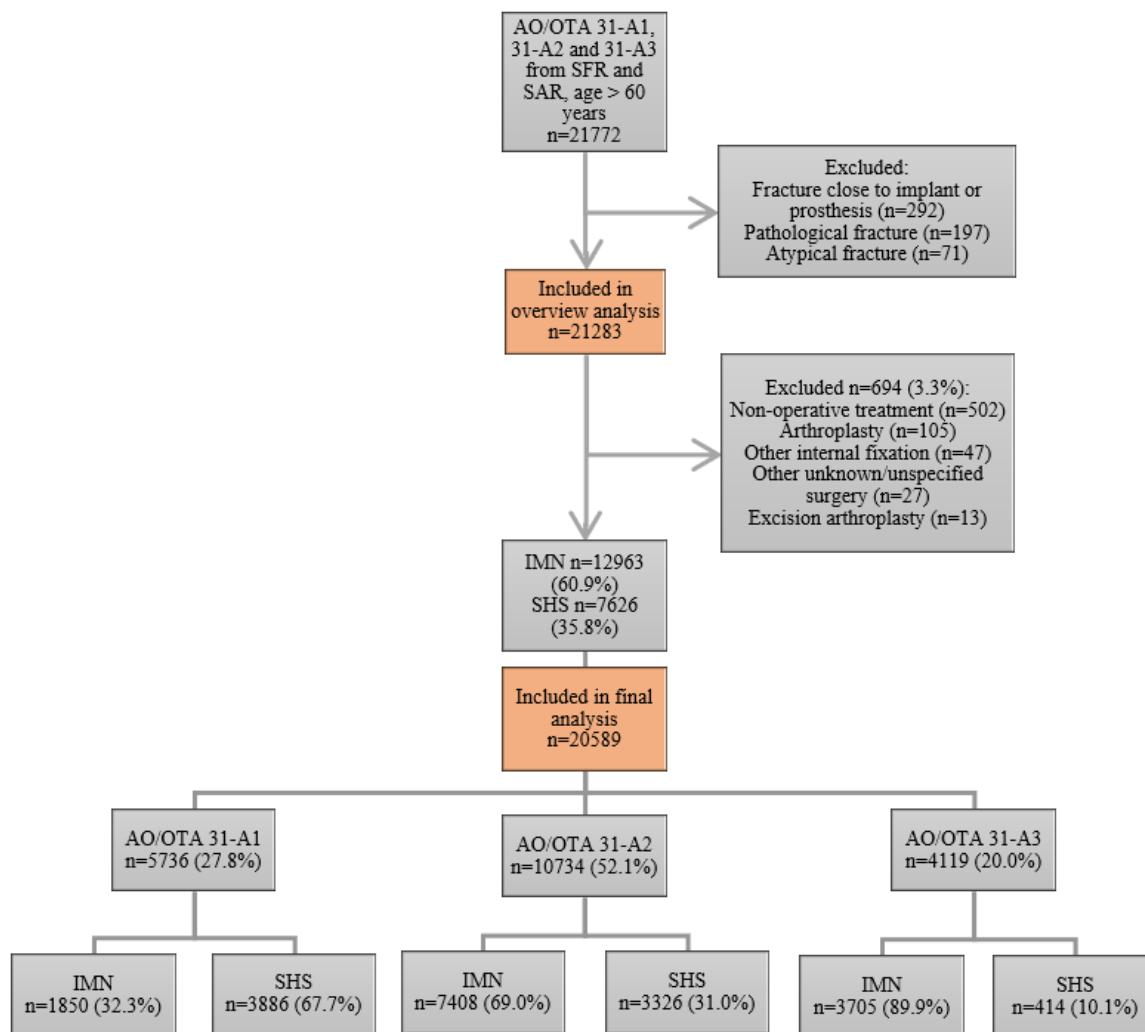 AO/OTA 31-A1,
31-A2 and 31-A3
from SFR and
SAR, age > 60
years
n=21772
Excluded:
Fracture close to implant or
prosthesis (n=292)
Pathological fracture (n=197)
Atypical fracture (n=71)
Included in
overview analysis
n=21283
Excluded n=694 (3.3%):
Non-operative treatment (n=502)
Arthroplasty (n=105)
Other internal fixation (n=47)
Other unknown/unspecified
surgery (n=27)
Excision arthroplasty (n=13)
IMN n=12963
(60.9%)
SHS n=7626
(35.8%)
Included in final
analysis
n=20589
AO/OTA 31-A1
n=5736 (27.8%)
AO/OTA 31-A2
n=10734 (52.1%)
AO/OTA 31-A3
n=4119 (20.0%)
IMN
n=1850 (32.3%)
SHS
n=3886 (67.7%)
IMN
n=7408 (69.0%)
SHS
n=3326 (31.0%)
IMN
n=3705 (89.9%)
SHS
n=414 (10.1%)